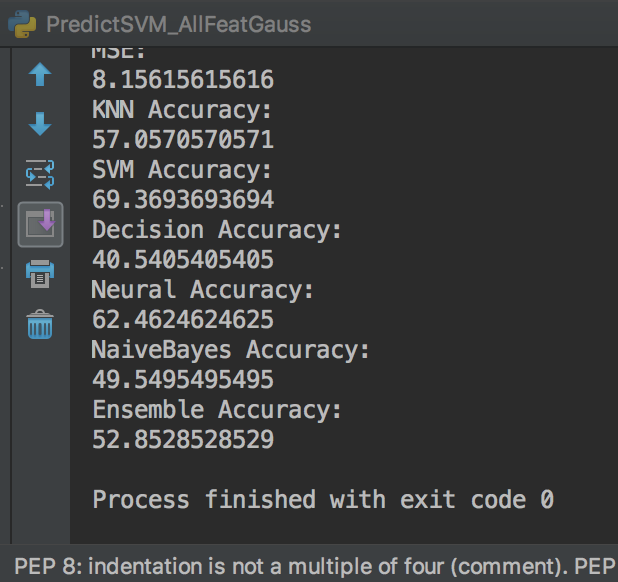 PredictSVM_AllFeatGauss
MSE:
8.15615615616
KNN Accuracy:
57.0570570571
SVM Accuracy:
69.3693693694
Decision Accuracy:
40.5405405405
Neural Accuracy:
62.4624624625
NaiveBayes Accuracy:
49.5495495495
Ensemble Accuracy:
52.8528528529
Process finished with exit code 0
PEP 8: indentation is not a multiple of four (comment). PEP